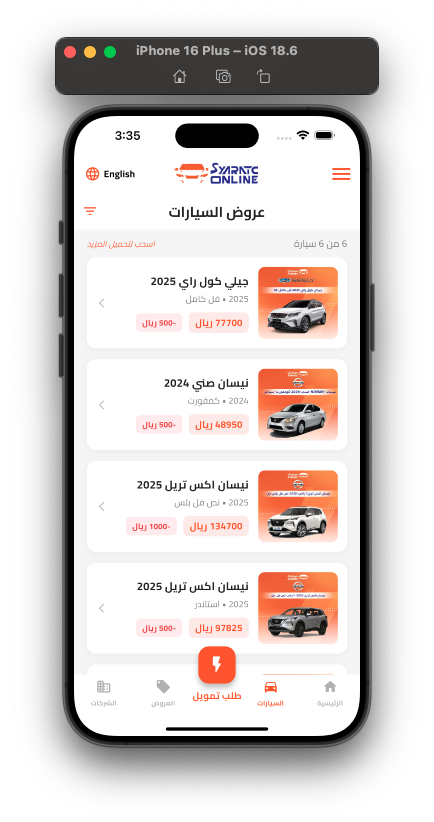 iPhone 16 Plus – iOS 18.6
3:35
English
SYARATC ONLINE
عروض السيارات
6 من 6 سيارة
اسحب لتحميل المزيد
جيلي كول راي 2025
2025 • فل كامل
77700 ريال
-500 ريال
نيسان صني 2024
2024 • كمفورت
48950 ريال
-500 ريال
نيسان اكس تريل 2025
2025 • نص فل بلس
134700 ريال
-1000 ريال
نيسان اكس تريل 2025
2025 • استاندر
97825 ريال
-500 ريال
الرئيسية
السيارات
طلب تمويل
العروض
الشركات